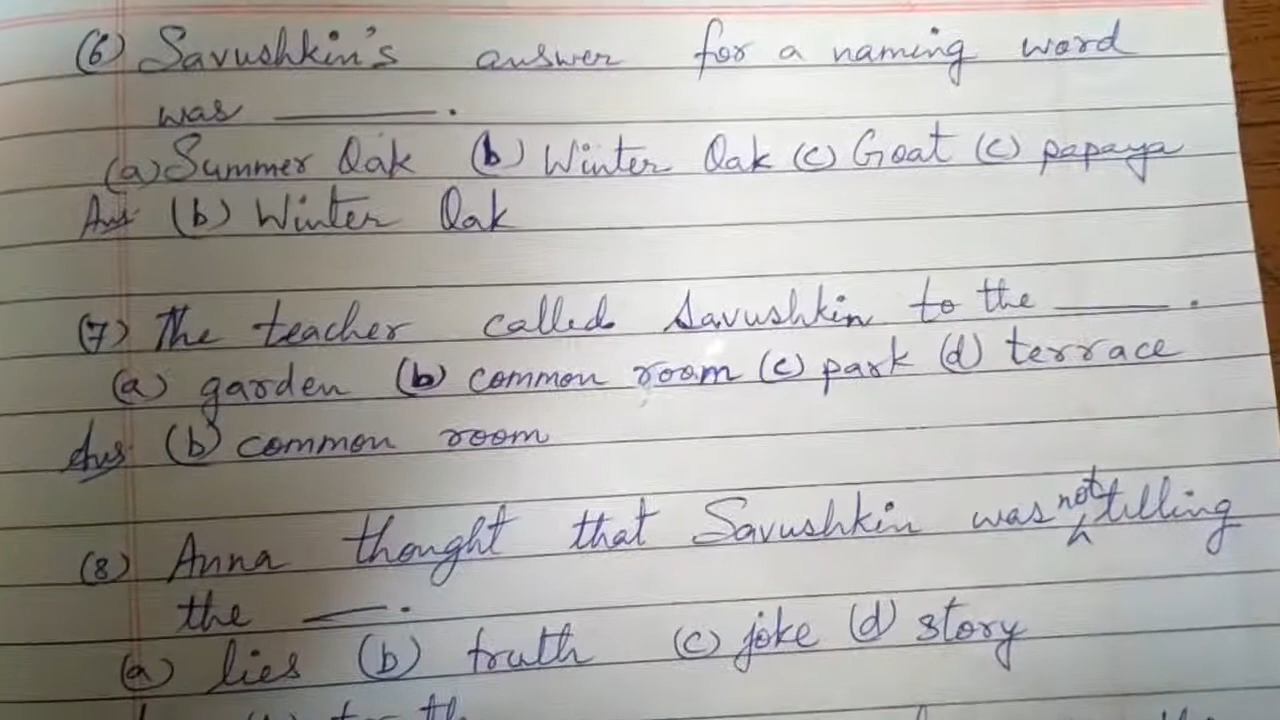 (6) Savushkin's answer for a naming word
was ______.
(a) Summer Oak (b) Winter Oak (c) Goat (c) papaya
Ans (b) Winter Oak
(7) The teacher called Savushkin to the ______.
(a) garden (b) common room (c) park (d) terrace
Ans (b) common room
(8) Anna thought that Savushkin was not telling
the ____.
(a) lies (b) truth (c) joke (d) story